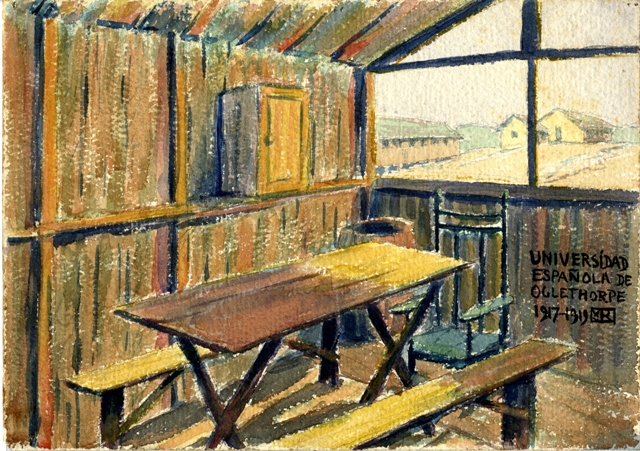 UNIVERSIDAD
ESPAÑOLA DE
OGLETHORPE
1917-1919